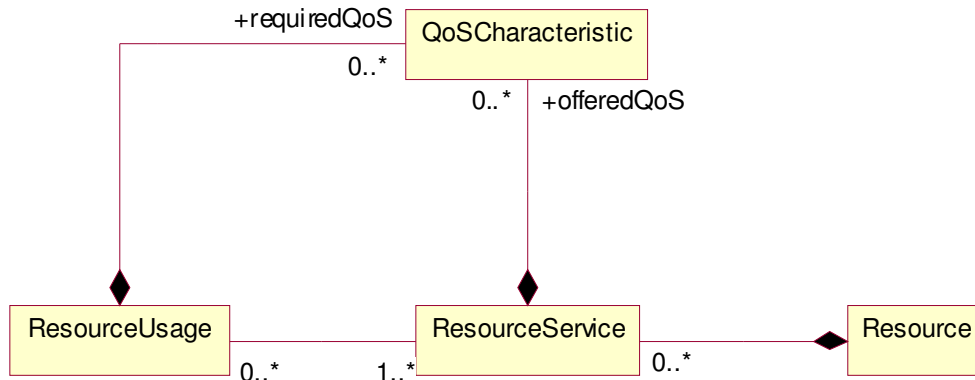 +requiredQoS
QoSCharacteristic
0..*
0..*
+offeredQoS
ResourceUsage
ResourceService
Resource
0..*
1..*
0..*